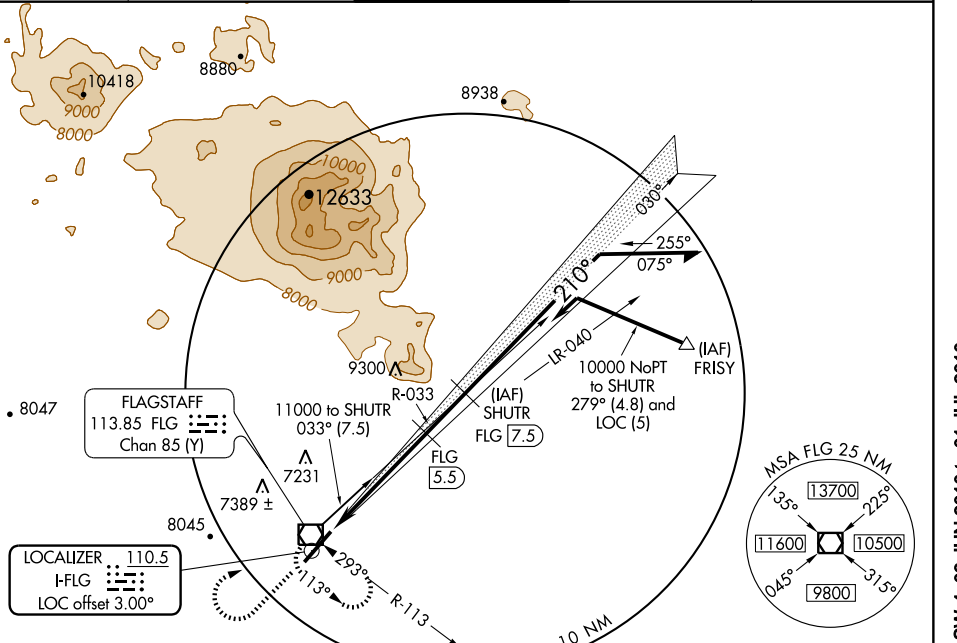 8880
10418
9000
8000
8938
10000
12633
9000
8000
030°
255°
075°
210°
LR-040
(IAF)
FRISY
10000 NoPT
to SHUTR
279° (4.8) and
LOC (5)
9300
R-033
(IAF)
SHUTR
FLG 7.5
11000 to SHUTR
033° (7.5)
FLG
5.5
8047
FLAGSTAFF
113.85 FLG
Chan 85 (Y)
7231
7389 ±
8045
LOCALIZER 110.5
I-FLG
LOC offset 3.00°
293°
113°
R-113
10 NM
MSA FLG 25 NM
135°
13700
225°
11600
10500
045°
9800
315°